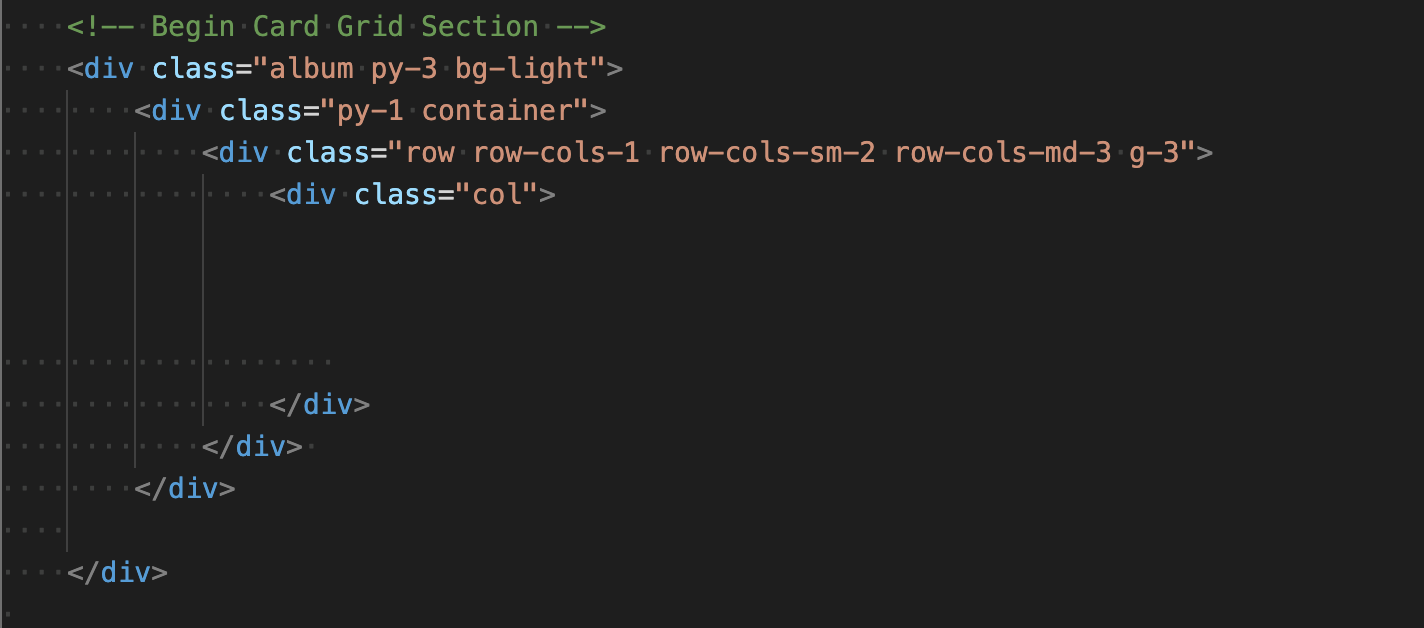 <!-- Begin Card Grid Section -->
<div class="album py-3 bg-light">
<div class="py-1 container">
<div class="row row-cols-1 row-cols-sm-2 row-cols-md-3 g-3">
<div class="col">
</div>
</div>
</div>
</div>